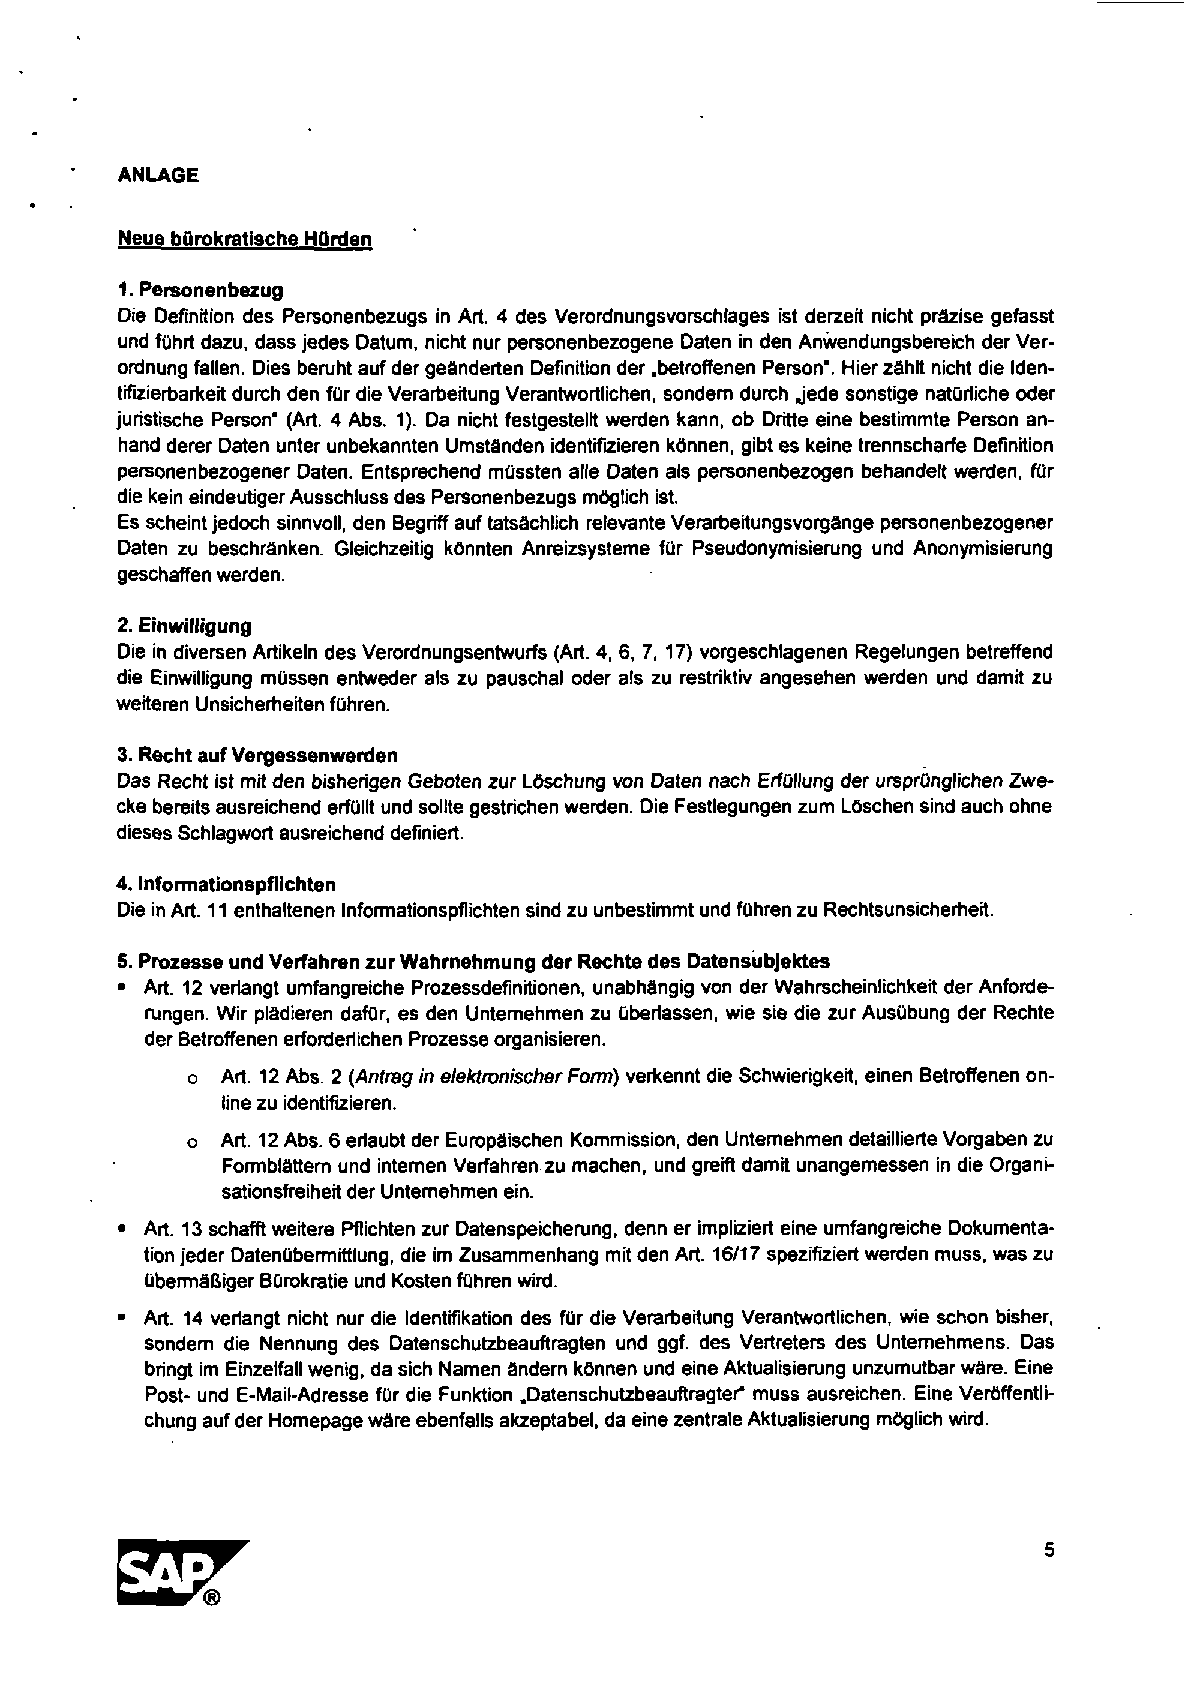 ANLAGE
Neue bürokratische Hürden
1. Personenbezug
Die Definition des Personenbezugs in Art. 4 des Verordnungsvorschlages ist derzeit nicht präzise gefasst
und führt dazu, dass jedes Datum, nicht nur personenbezogene Daten in den Anwendungsbereich der Ver-
ordnung fallen. Dies beruht auf der geänderten Definition der „betroffenen Person". Hier zählt nicht die Iden-
tifizierbarkeit durch den für die Verarbeitung Verantwortlichen, sondern durch „jede sonstige natürliche oder
juristische Person" (Art. 4 Abs. 1). Da nicht festgestellt werden kann, ob Dritte eine bestimmte Person an-
hand derer Daten unter unbekannten Umständen identifizieren können, gibt es keine trennscharfe Definition
personenbezogener Daten. Entsprechend müssten alle Daten als personenbezogen behandelt werden, für
die kein eindeutiger Ausschluss des Personenbezugs möglich ist.
Es scheint jedoch sinnvoll, den Begriff auf tatsächlich relevante Verarbeitungsvorgänge personenbezogener
Daten zu beschränken. Gleichzeitig könnten Anreizsysteme für Pseudonymisierung und Anonymisierung
geschaffen werden.
2. Einwilligung
Die in diversen Artikeln des Verordnungsentwurfs (Art. 4, 6, 7, 17) vorgeschlagenen Regelungen betreffend
die Einwilligung müssen entweder als zu pauschal oder als zu restriktiv angesehen werden und damit zu
weiteren Unsicherheiten führen.
3. Recht auf Vergessenwerden
Das Recht ist mit den bisherigen Geboten zur Löschung von Daten nach Erfüllung der ursprünglichen Zwe-
cke bereits ausreichend erfüllt und sollte gestrichen werden. Die Festlegungen zum Löschen sind auch ohne
dieses Schlagwort ausreichend definiert.
4. Informationspflichten
Die in Art. 11 enthaltenen Informationspflichten sind zu unbestimmt und führen zu Rechtsunsicherheit.
5. Prozesse und Verfahren zur Wahrnehmung der Rechte des Datensubjektes
▪ Art. 12 verlangt umfangreiche Prozessdefinitionen, unabhängig von der Wahrscheinlichkeit der Anforde-
rungen. Wir plädieren dafür, es den Unternehmen zu überlassen, wie sie die zur Ausübung der Rechte
der Betroffenen erforderlichen Prozesse organisieren.
o Art. 12 Abs. 2 (Antrag in elektronischer Form) verkennt die Schwierigkeit, einen Betroffenen on-
line zu identifizieren.
o Art. 12 Abs. 6 erlaubt der Europäischen Kommission, den Unternehmen detaillierte Vorgaben zu
Formblättern und internen Verfahren zu machen, und greift damit unangemessen in die Organi-
sationsfreiheit der Unternehmen ein.
▪ Art. 13 schafft weitere Pflichten zur Datenspeicherung, denn er impliziert eine umfangreiche Dokumenta-
tion jeder Datenübermittlung, die im Zusammenhang mit den Art. 16/17 spezifiziert werden muss, was zu
übermäßiger Bürokratie und Kosten führen wird.
▪ Art. 14 verlangt nicht nur die Identifikation des für die Verarbeitung Verantwortlichen, wie schon bisher,
sondern die Nennung des Datenschutzbeauftragten und ggf. des Vertreters des Unternehmens. Das
bringt im Einzelfall wenig, da sich Namen ändern können und eine Aktualisierung unzumutbar wäre. Eine
Post- und E-Mail-Adresse für die Funktion „Datenschutzbeauftragter" muss ausreichen. Eine Veröffentli-
chung auf der Homepage wäre ebenfalls akzeptabel, da eine zentrale Aktualisierung möglich wird.
5
SAP®